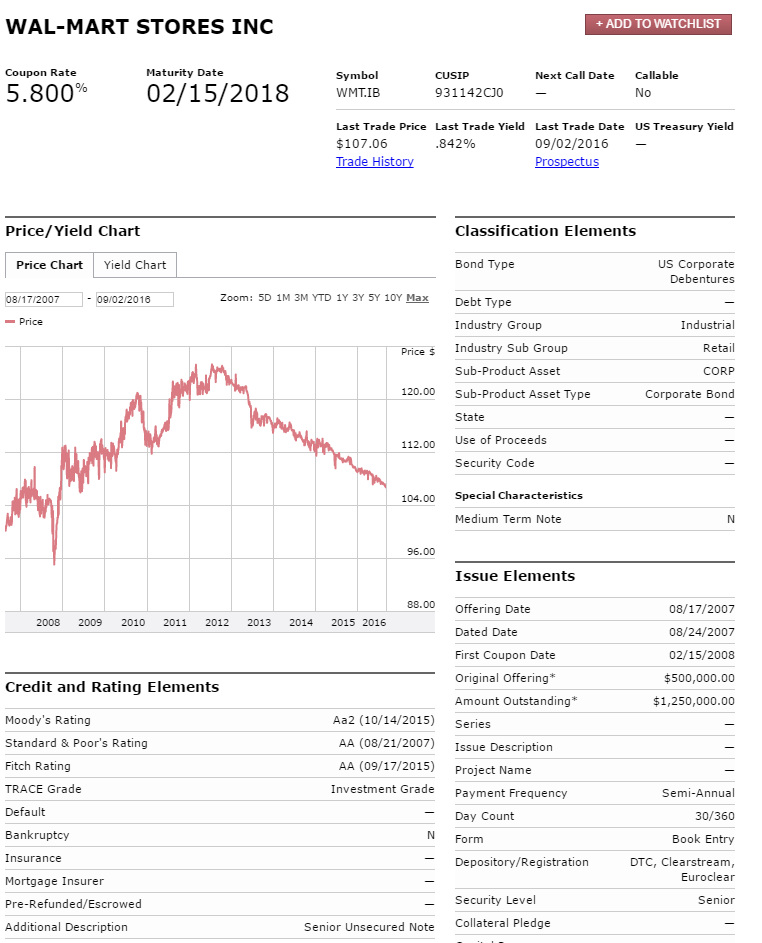 WAL-MART STORES INC
+ ADD TO WATCHLIST
Coupon Rate
5.800%
Maturity Date
02/15/2018
Symbol CUSIP Next Call Date Callable
WMT.IB 931142CJ0 — No
Last Trade Price Last Trade Yield Last Trade Date US Treasury Yield
$107.06 .842% 09/02/2016 —
Trade History Prospectus
Price/Yield Chart
Price Chart Yield Chart
08/17/2007 - 09/02/2016 Zoom: 5D 1M 3M YTD 1Y 3Y 5Y 10Y Max
Price
Price $
120.00
112.00
104.00
96.00
88.00
2008 2009 2010 2011 2012 2013 2014 2015 2016
Credit and Rating Elements
Moody's Rating Aa2 (10/14/2015)
Standard & Poor's Rating AA (08/21/2007)
Fitch Rating AA (09/17/2015)
TRACE Grade Investment Grade
Default —
Bankruptcy N
Insurance —
Mortgage Insurer —
Pre-Refunded/Escrowed —
Additional Description Senior Unsecured Note
Classification Elements
Bond Type US Corporate
Debentures
Debt Type —
Industry Group Industrial
Industry Sub Group Retail
Sub-Product Asset CORP
Sub-Product Asset Type Corporate Bond
State —
Use of Proceeds —
Security Code —
Special Characteristics
Medium Term Note N
Issue Elements
Offering Date 08/17/2007
Dated Date 08/24/2007
First Coupon Date 02/15/2008
Original Offering* $500,000.00
Amount Outstanding* $1,250,000.00
Series —
Issue Description —
Project Name —
Payment Frequency Semi-Annual
Day Count 30/360
Form Book Entry
Depository/Registration DTC, Clearstream,
Euroclear
Security Level Senior
Collateral Pledge —